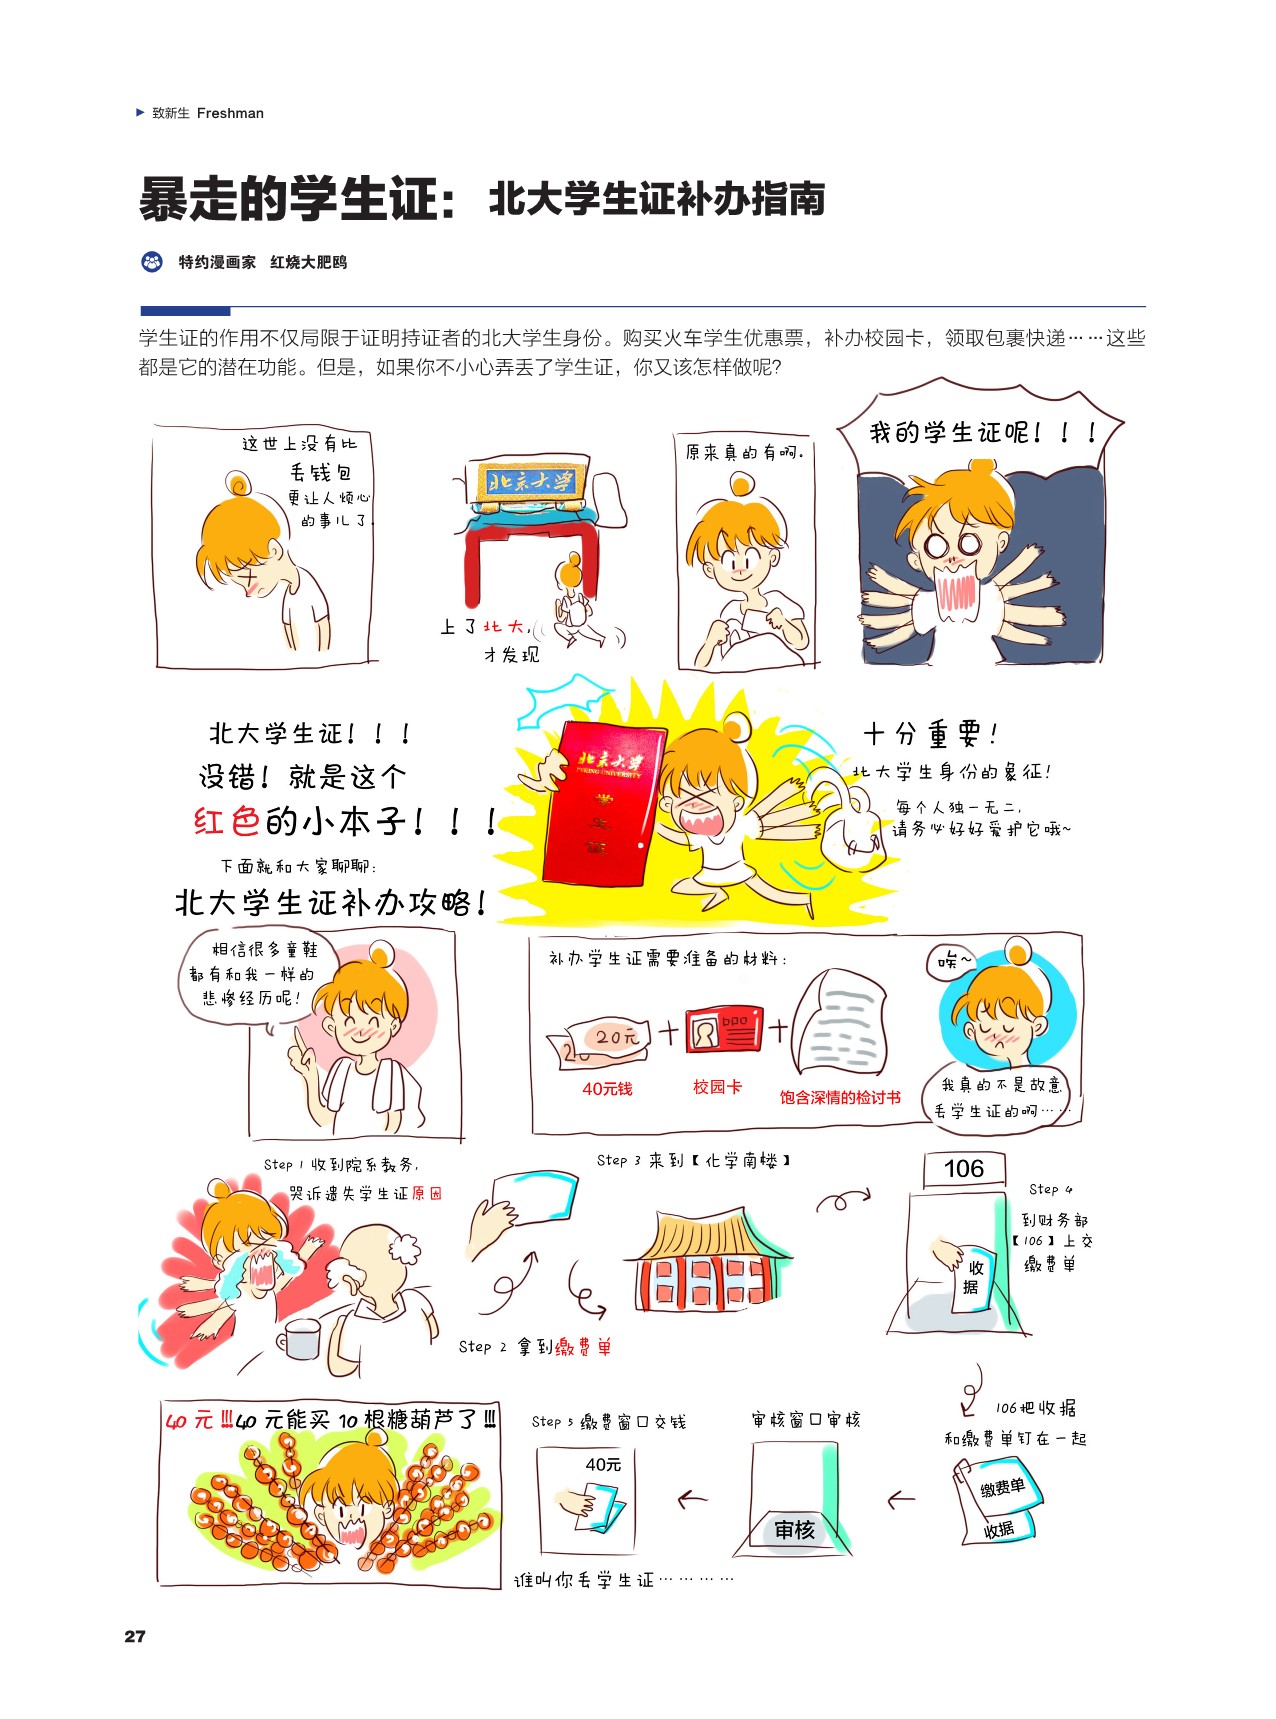 致新生 Freshman
暴走的学生证：北大学生证补办指南
特约漫画家 红烧大肥鸥
学生证的作用不仅局限于证明持证者的北大学生身份。购买火车学生优惠票，补办校园卡，领取包裹快递……这些
都是它的潜在功能。但是，如果你不小心弄丢了学生证，你又该怎样做呢？
这世上没有比
丢钱包
更让人烦心
的事儿了.
北京大学
上了北大,
才发现
原来真的有啊.
我的学生证呢！！！
北大学生证！！！
没错！就是这个
红色的小本子！！！
下面就和大家聊聊：
北大学生证补办攻略！
北京大学
PEKING UNIVERSITY
学
生
证
十分重要！
北大学生身份的象征！
每个人独一无二,
请务必好好爱护它哦~
相信很多童鞋
都有和我一样的
悲惨经历呢！
补办学生证需要准备的材料：
20元
20
40元钱
校园卡
饱含深情的检讨书
唉~
我真的不是故意
丢学生证的啊……
Step 1 收到院系教务,
哭诉遗失学生证原因
Step 2 拿到缴费单
Step 3 来到【化学南楼】
106
收
据
Step 4
到财务部
【106】上交
缴费单
106把收据
和缴费单钉在一起
缴费单
收据
审核窗口审核
审核
Step 5 缴费窗口交钱
40元
谁叫你丢学生证…………
40元!!!40元能买10根糖葫芦了!!!
27